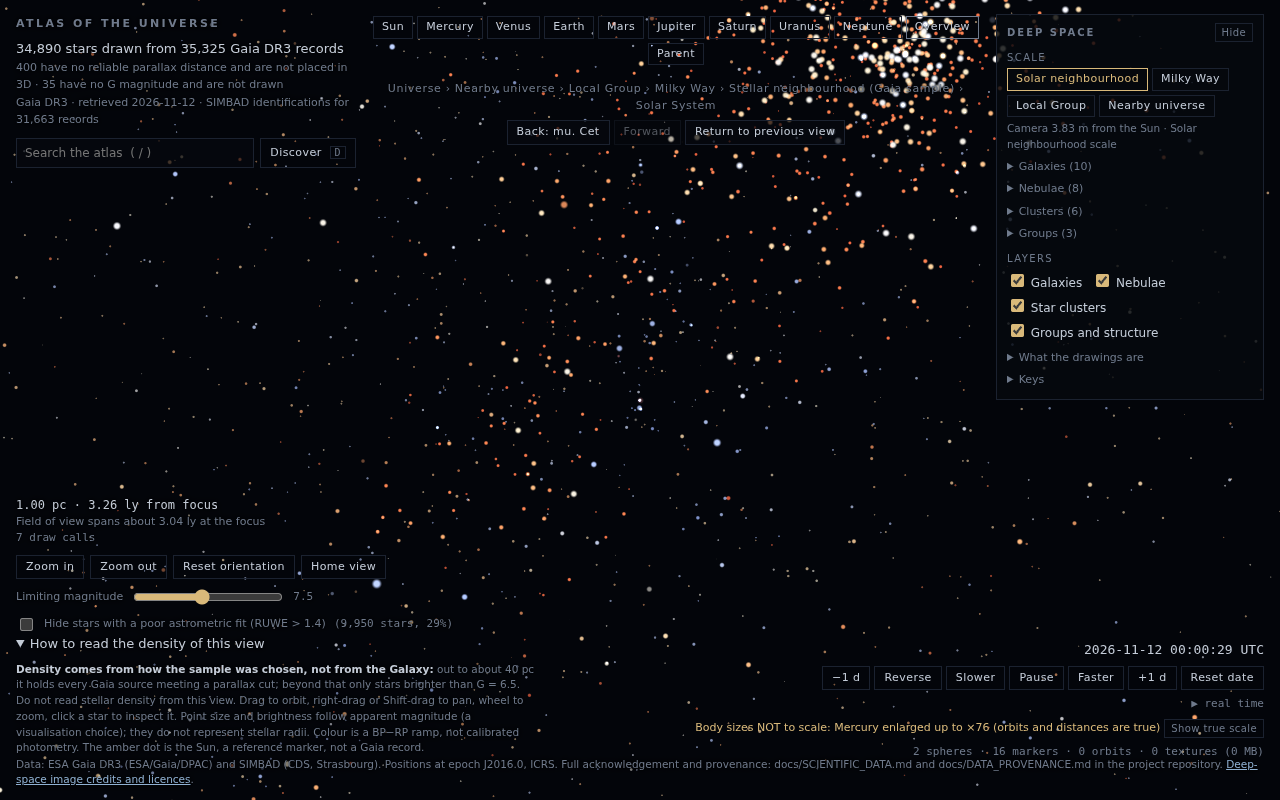 ATLAS OF THE UNIVERSE
34,890 stars drawn from 35,325 Gaia DR3 records
400 have no reliable parallax distance and are not placed in
3D · 35 have no G magnitude and are not drawn
Gaia DR3 · retrieved 2026-11-12 · SIMBAD identifications for
31,663 records
Search the atlas ( / )
Discover D
Sun Mercury Venus Earth Mars Jupiter Saturn Uranus Neptune Overview
Parent
Universe › Nearby universe › Local Group › Milky Way › Stellar neighbourhood (Gaia sample) ›
Solar System
Back: mu. Cet Forward Return to previous view
DEEP SPACE Hide
SCALE
Solar neighbourhood Milky Way
Local Group Nearby universe
Camera 3.83 m from the Sun · Solar
neighbourhood scale
▶ Galaxies (10)
▶ Nebulae (8)
▶ Clusters (6)
▶ Groups (3)
LAYERS
Galaxies Nebulae
Star clusters
Groups and structure
▶ What the drawings are
▶ Keys
1.00 pc · 3.26 ly from focus
Field of view spans about 3.04 ly at the focus
7 draw calls
Zoom in Zoom out Reset orientation Home view
Limiting magnitude 7.5
Hide stars with a poor astrometric fit (RUWE > 1.4) (9,950 stars, 29%)
▼ How to read the density of this view
Density comes from how the sample was chosen, not from the Galaxy: out to about 40 pc
it holds every Gaia source meeting a parallax cut; beyond that only stars brighter than G = 6.5.
Do not read stellar density from this View. Drag to orbit, right-drag or Shift-drag to pan, wheel to
zoom, click a star to inspect it. Point size and brightness follow apparent magnitude (a
visualisation choice); they do not represent stellar radii. Colour is a BP−RP ramp, not calibrated
photometry. The amber dot is the Sun, a reference marker, not a Gaia record.
Data: ESA Gaia DR3 (ESA/Gaia/DPAC) and SIMBAD (CDS, Strasbourg). Positions at epoch J2016.0, ICRS. Full acknowledgement and provenance: docs/SCIENTIFIC_DATA.md and docs/DATA_PROVENANCE.md in the project repository. Deep-
space image credits and licences.
2026-11-12 00:00:29 UTC
−1 d Reverse Slower Pause Faster +1 d Reset date
▶ real time
Body sizes NOT to scale: Mercury enlarged up to ×76 (orbits and distances are true) Show true scale
2 spheres · 16 markers · 0 orbits · 0 textures (0 MB)